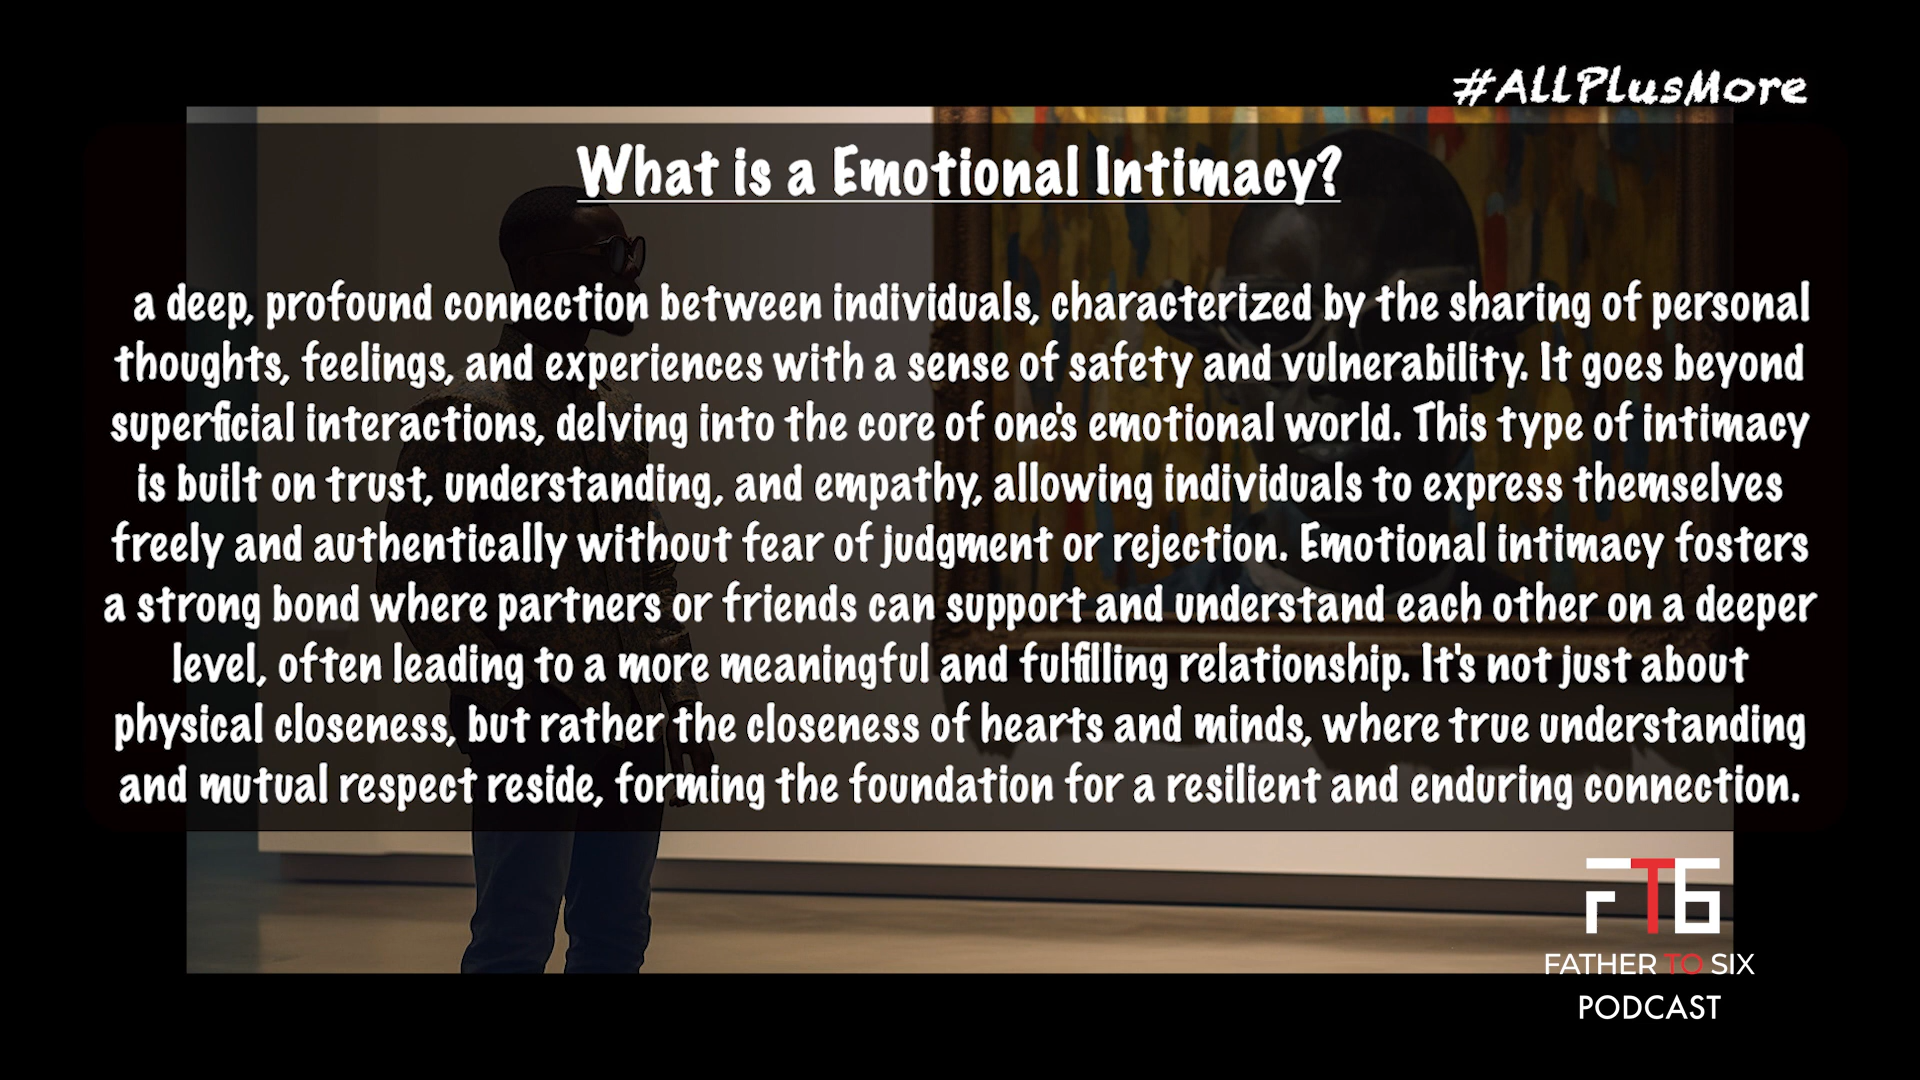 #ALLPlusMore
What is a Emotional Intimacy?
a deep, profound connection between individuals, characterized by the sharing of personal
thoughts, feelings, and experiences with a sense of safety and vulnerability. It goes beyond
superficial interactions, delving into the core of one's emotional world. This type of intimacy
is built on trust, understanding, and empathy, allowing individuals to express themselves
freely and authentically without fear of judgment or rejection. Emotional intimacy fosters
a strong bond where partners or friends can support and understand each other on a deeper
level, often leading to a more meaningful and fulfilling relationship. It's not just about
physical closeness, but rather the closeness of hearts and minds, where true understanding
and mutual respect reside, forming the foundation for a resilient and enduring connection.
FT6
FATHER TO SIX
PODCAST